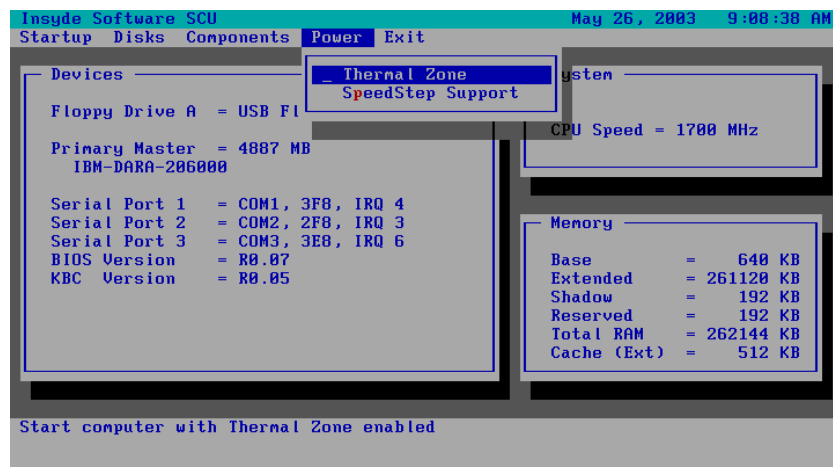 Insyde Software SCU May 26, 2003 9:08:38 AM
Startup Disks Components Power Exit
_ Thermal Zone
SpeedStep Support
Devices
Floppy Drive A = USB Fl
Primary Master = 4887 MB
IBM-DARA-206000
Serial Port 1 = COM1, 3F8, IRQ 4
Serial Port 2 = COM2, 2F8, IRQ 3
Serial Port 3 = COM3, 3E8, IRQ 6
BIOS Version = R0.07
KBC Version = R0.05
ystem
CPU Speed = 1700 MHz
Memory
Base = 640 KB
Extended = 261120 KB
Shadow = 192 KB
Reserved = 192 KB
Total RAM = 262144 KB
Cache (Ext) = 512 KB
Start computer with Thermal Zone enabled